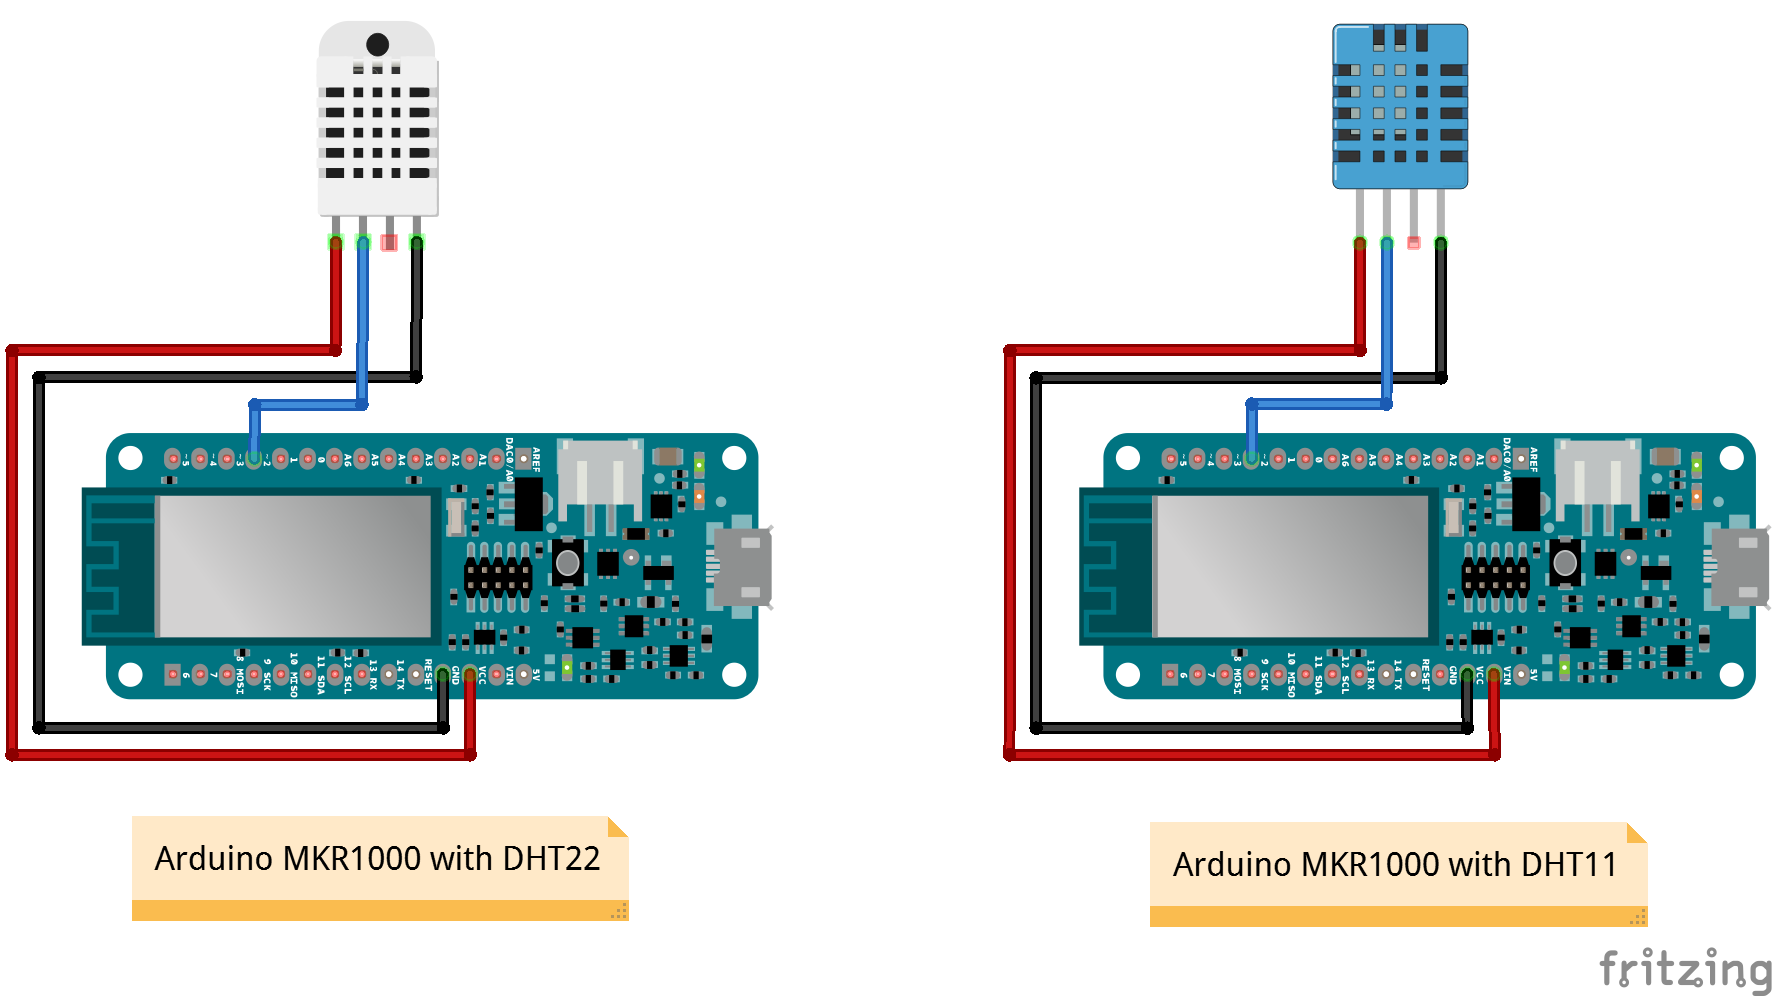 ~5 ~4 ~3 ~2 1 0 A6 A5 A4 A3 A2 A1 DAC0/A0 AREF
6 7 8 MOSI 9 SCK 10 MISO 11 SDA 12 SCL 13 RX 14 TX RESET GND VCC VIN 5V
Arduino MKR1000 with DHT22
~5 ~4 ~3 ~2 1 0 A6 A5 A4 A3 A2 A1 DAC0/A0 AREF
6 7 8 MOSI 9 SCK 10 MISO 11 SDA 12 SCL 13 RX 14 TX RESET GND VCC VIN 5V
Arduino MKR1000 with DHT11
fritzing